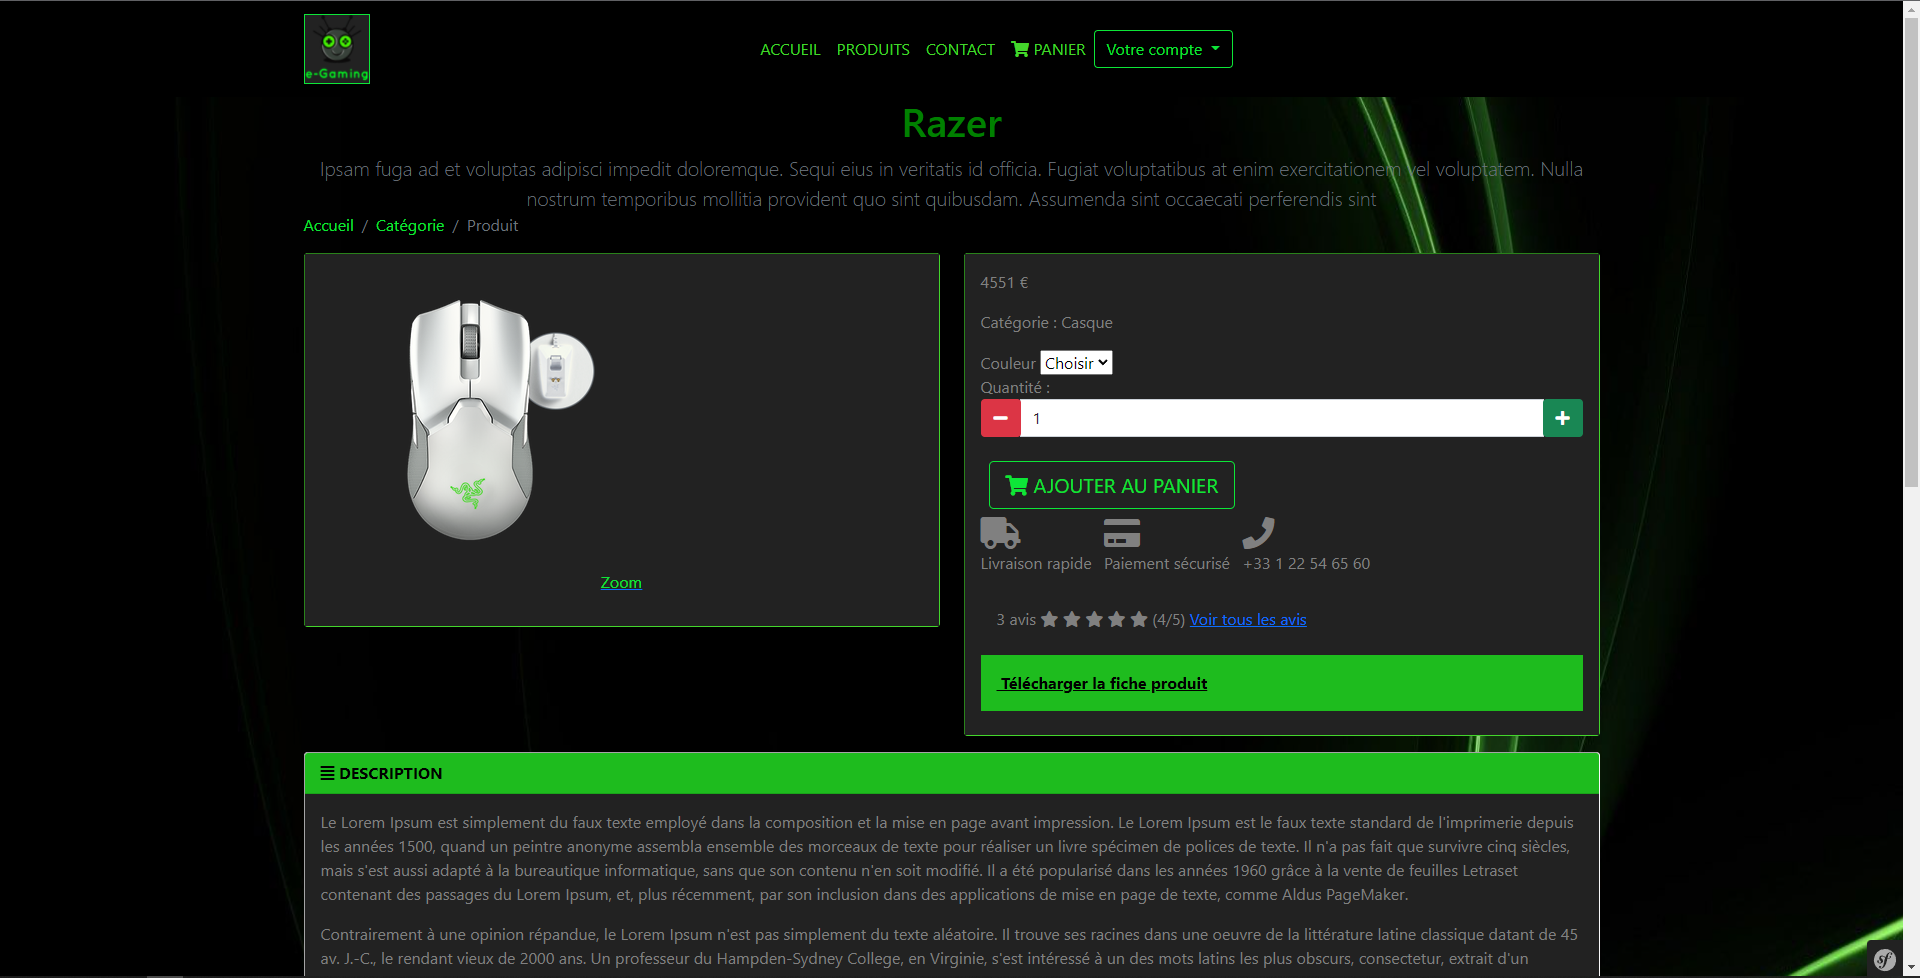 e-Gaming
ACCUEIL PRODUITS CONTACT PANIER Votre compte
Razer
Ipsam fuga ad et voluptas adipisci impedit doloremque. Sequi eius in veritatis id officia. Fugiat voluptatibus at enim exercitationem vel voluptatem. Nulla
nostrum temporibus mollitia provident quo sint quibusdam. Assumenda sint occaecati perferendis sint
Accueil / Catégorie / Produit
Zoom
4551 €
Catégorie : Casque
Couleur Choisir
Quantité :
1
AJOUTER AU PANIER
Livraison rapide Paiement sécurisé +33 1 22 54 65 60
3 avis (4/5) Voir tous les avis
Télécharger la fiche produit
DESCRIPTION
Le Lorem Ipsum est simplement du faux texte employé dans la composition et la mise en page avant impression. Le Lorem Ipsum est le faux texte standard de l'imprimerie depuis
les années 1500, quand un peintre anonyme assembla ensemble des morceaux de texte pour réaliser un livre spécimen de polices de texte. Il n'a pas fait que survivre cinq siècles,
mais s'est aussi adapté à la bureautique informatique, sans que son contenu n'en soit modifié. Il a été popularisé dans les années 1960 grâce à la vente de feuilles Letraset
contenant des passages du Lorem Ipsum, et, plus récemment, par son inclusion dans des applications de mise en page de texte, comme Aldus PageMaker.
Contrairement à une opinion répandue, le Lorem Ipsum n'est pas simplement du texte aléatoire. Il trouve ses racines dans une oeuvre de la littérature latine classique datant de 45
av. J.-C., le rendant vieux de 2000 ans. Un professeur du Hampden-Sydney College, en Virginie, s'est intéressé à un des mots latins les plus obscurs, consectetur, extrait d'un
sf